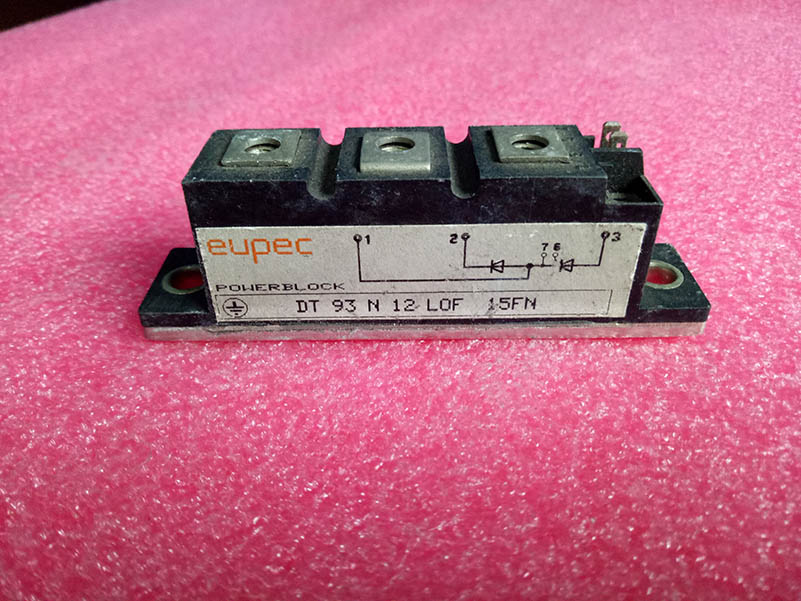 eupec
1 2 7 6 3
POWERBLOCK
DT 93 N 12 LOF 15FN